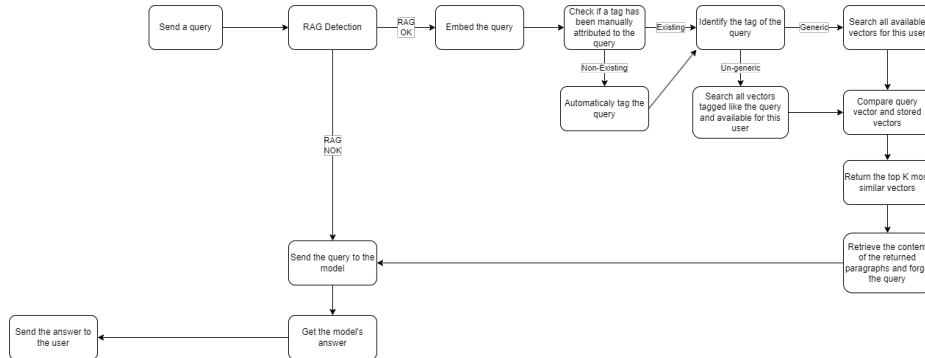 Send a query
RAG Detection
RAG
OK
Embed the query
Check if a tag has
been manually
attributed to the
query
Existing
Identify the tag of the
query
Generic
Search all available
vectors for this user
Non-Existing
Un-generic
Automaticaly tag the
query
Search all vectors
tagged like the query
and available for this
user
Compare query
vector and stored
vectors
RAG
NOK
Return the top K mos
similar vectors
Send the query to the
model
Retrieve the content
of the returned
paragraphs and forg
the query
Send the answer to
the user
Get the model's
answer